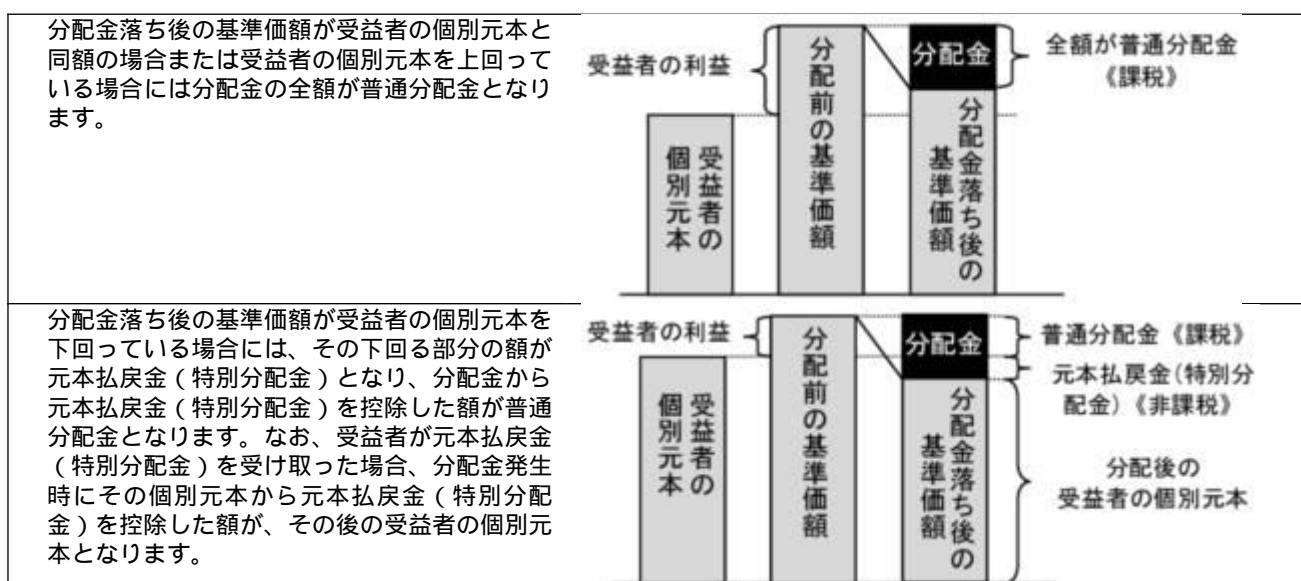 分配金落ち後の基準価額が受益者の個別元本と
同額の場合または受益者の個別元本を上回って
いる場合には分配金の全額が普通分配金となり
ます。
受益者の利益
受益者の
個別元本
分配前の基準価額
分配金
分配金落ち後の
基準価額
全額が普通分配金
《課税》
分配金落ち後の基準価額が受益者の個別元本を
下回っている場合には、その下回る部分の額が
元本払戻金(特別分配金)となり、分配金から
元本払戻金(特別分配金)を控除した額が普通
分配金となります。なお、受益者が元本払戻金
(特別分配金)を受け取った場合、分配金発生
時にその個別元本から元本払戻金(特別分配
金)を控除した額が、その後の受益者の個別元
本となります。
受益者の利益
受益者の
個別元本
分配前の基準価額
分配金
分配金落ち後の
基準価額
普通分配金《課税》
元本払戻金(特別分
配金)《非課税》
分配後の
受益者の個別元本